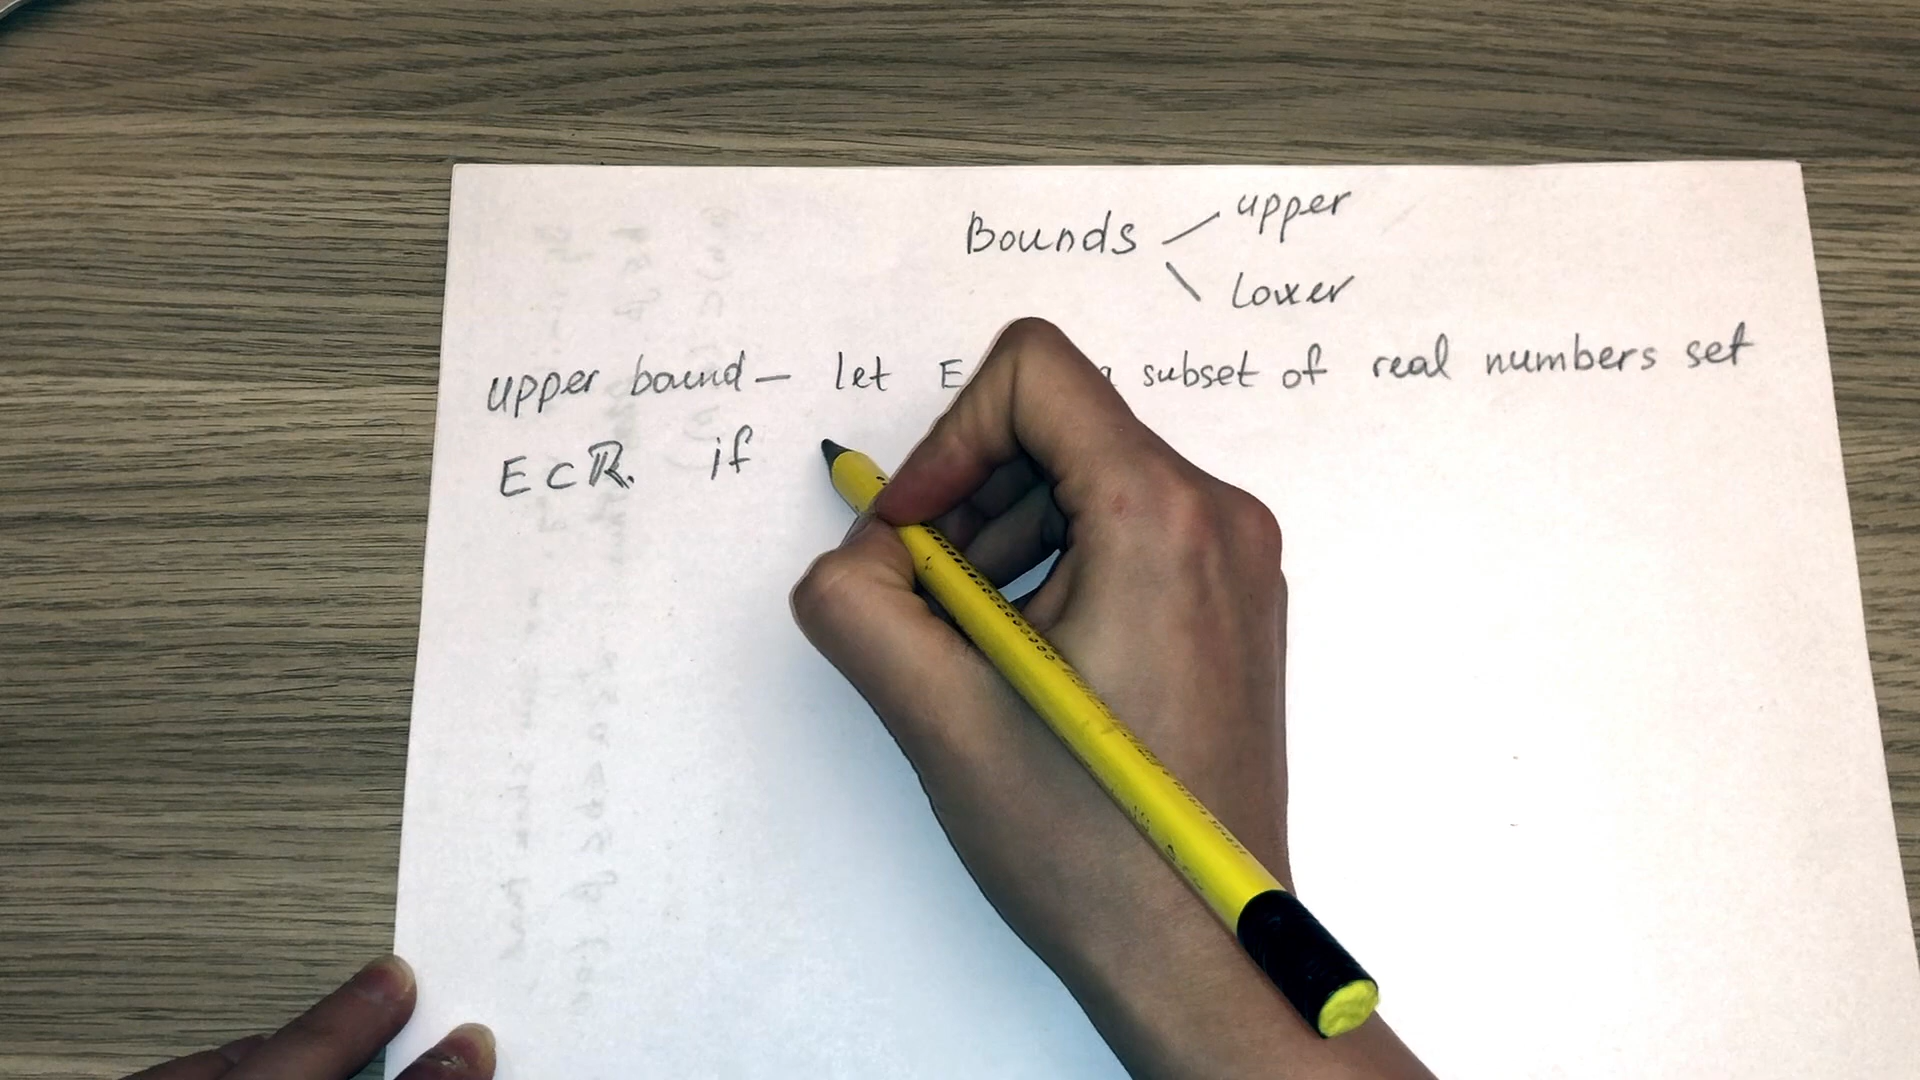 Bounds upper
Lower
upper bound — let E a subset of real numbers set
E⊂ℝ. if